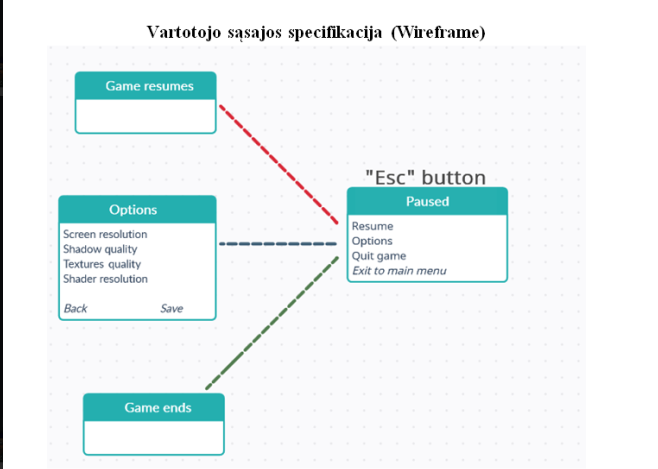 Vartotojo sąsajos specifikacija (Wireframe)
Game resumes
"Esc" button
Paused
Resume
Options
Quit game
Exit to main menu
Options
Screen resolution
Shadow quality
Textures quality
Shader resolution
Back Save
Game ends